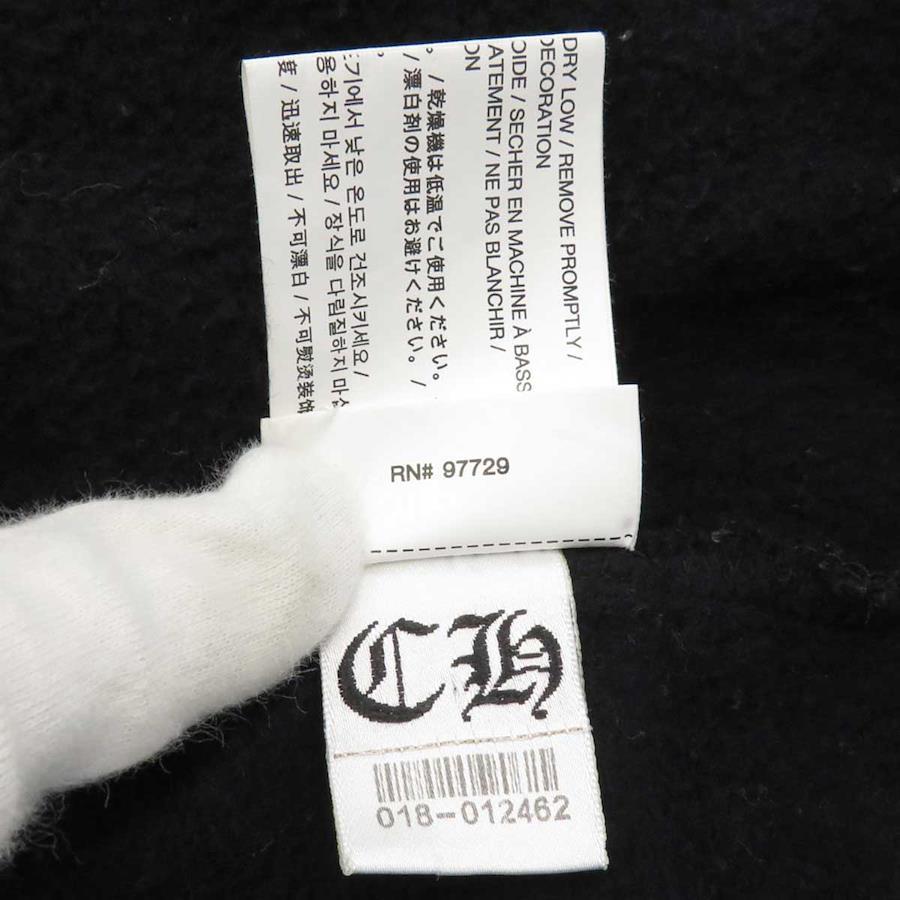 DRY LOW / REMOVE PROMPTLY /
DECORATION
OIDE / SECHER EN MACHINE À BASS
ATEMENT / NE PAS BLANCHIR /
ON
。/ 乾燥機は低温でご使用ください。
/ 漂白剤の使用はお避けください。/
기에서 낮은 온도로 건조시키세요 /
용하지 마세요 / 장식을 다림질하지 마십
度 / 迅速取出 / 不可漂白 / 不可熨烫装饰
RN# 97729
CH
018-012462